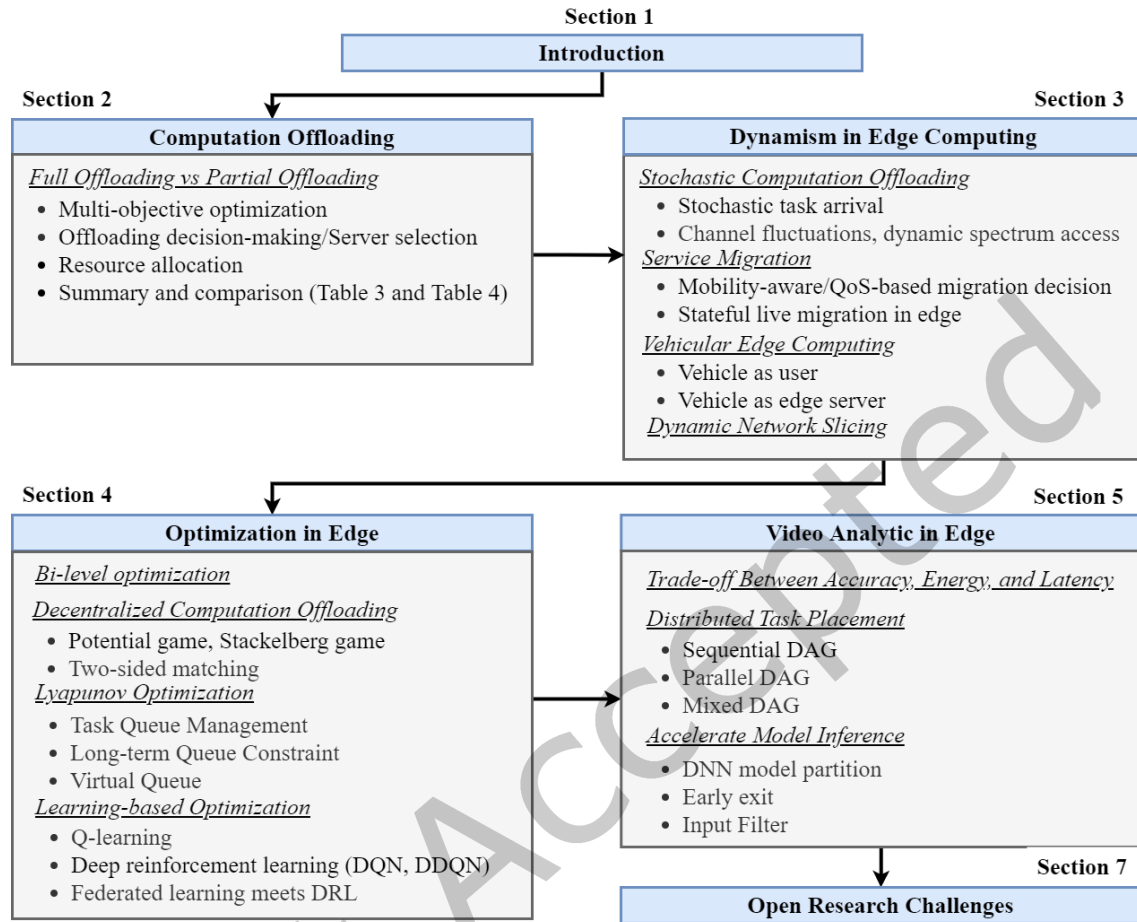 Section 1
Introduction
Section 2
Computation Offloading
Full Offloading vs Partial Offloading
• Multi-objective optimization
• Offloading decision-making/Server selection
• Resource allocation
• Summary and comparison (Table 3 and Table 4)
Section 3
Dynamism in Edge Computing
Stochastic Computation Offloading
• Stochastic task arrival
• Channel fluctuations, dynamic spectrum access
Service Migration
• Mobility-aware/QoS-based migration decision
• Stateful live migration in edge
Vehicular Edge Computing
• Vehicle as user
• Vehicle as edge server
Dynamic Network Slicing
Section 4
Optimization in Edge
Bi-level optimization
Decentralized Computation Offloading
• Potential game, Stackelberg game
• Two-sided matching
Lyapunov Optimization
• Task Queue Management
• Long-term Queue Constraint
• Virtual Queue
Learning-based Optimization
• Q-learning
• Deep reinforcement learning (DQN, DDQN)
• Federated learning meets DRL
Section 5
Video Analytic in Edge
Trade-off Between Accuracy, Energy, and Latency
Distributed Task Placement
• Sequential DAG
• Parallel DAG
• Mixed DAG
Accelerate Model Inference
• DNN model partition
• Early exit
• Input Filter
Section 7
Open Research Challenges
Accepted